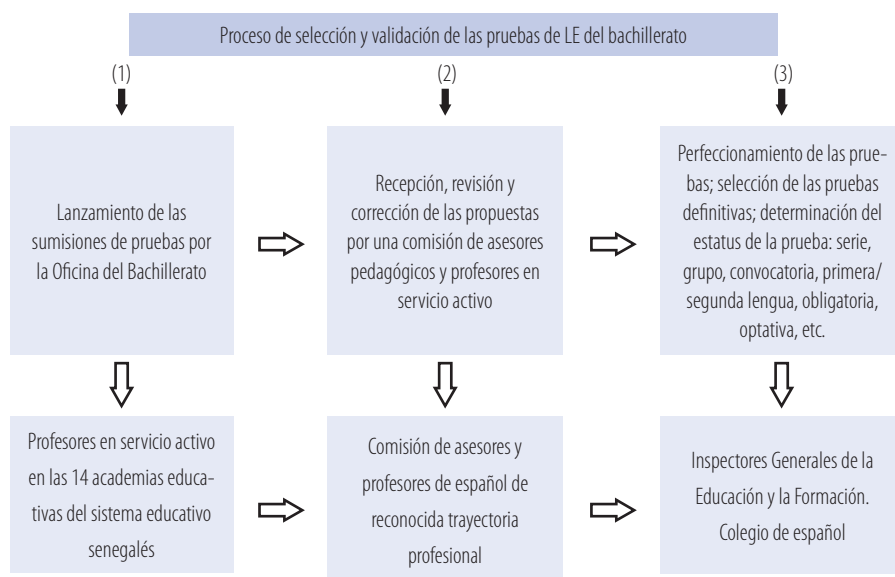 Proceso de selección y validación de las pruebas de LE del bachillerato
(1)
(2)
(3)
Lanzamiento de las
sumisiones de pruebas por
la Oficina del Bachillerato
Recepción, revisión y
corrección de las propuestas
por una comisión de asesores
pedagógicos y profesores en
servicio activo
Perfeccionamiento de las prue-
bas; selección de las pruebas
definitivas; determinación del
estatus de la prueba: serie,
grupo, convocatoria, primera/
segunda lengua, obligatoria,
optativa, etc.
Profesores en servicio activo
en las 14 academias educa-
tivas del sistema educativo
senegalés
Comisión de asesores y
profesores de español de
reconocida trayectoria
profesional
Inspectores Generales de la
Educación y la Formación.
Colegio de español